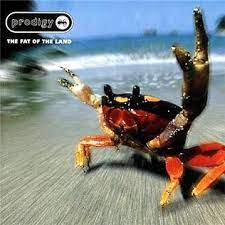 prodigy
THE FAT OF THE LAND